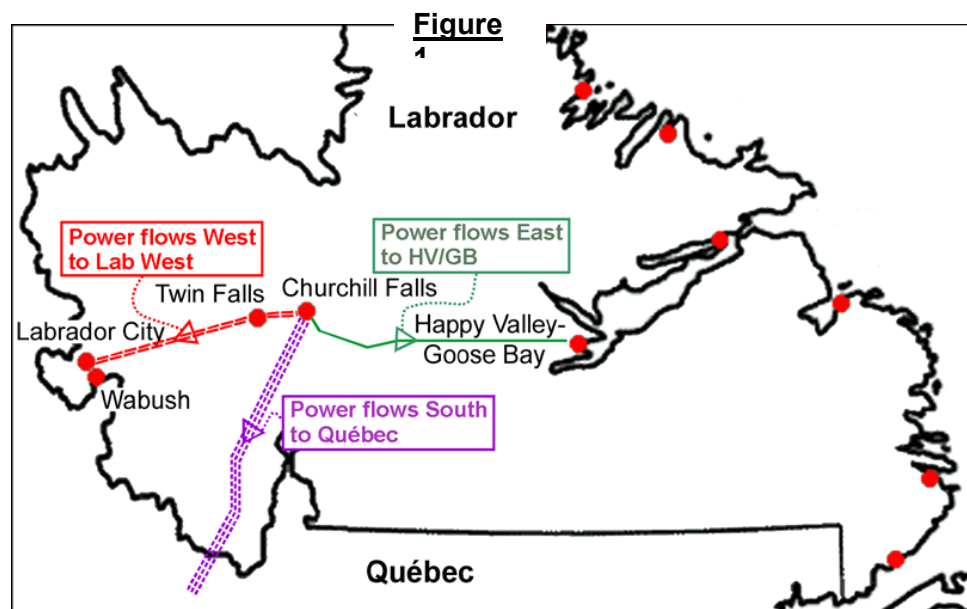 Figure
1
Labrador
Power flows West
to Lab West
Power flows East
to HV/GB
Twin Falls
Churchill Falls
Labrador City
Happy Valley-
Goose Bay
Wabush
Power flows South
to Québec
Québec